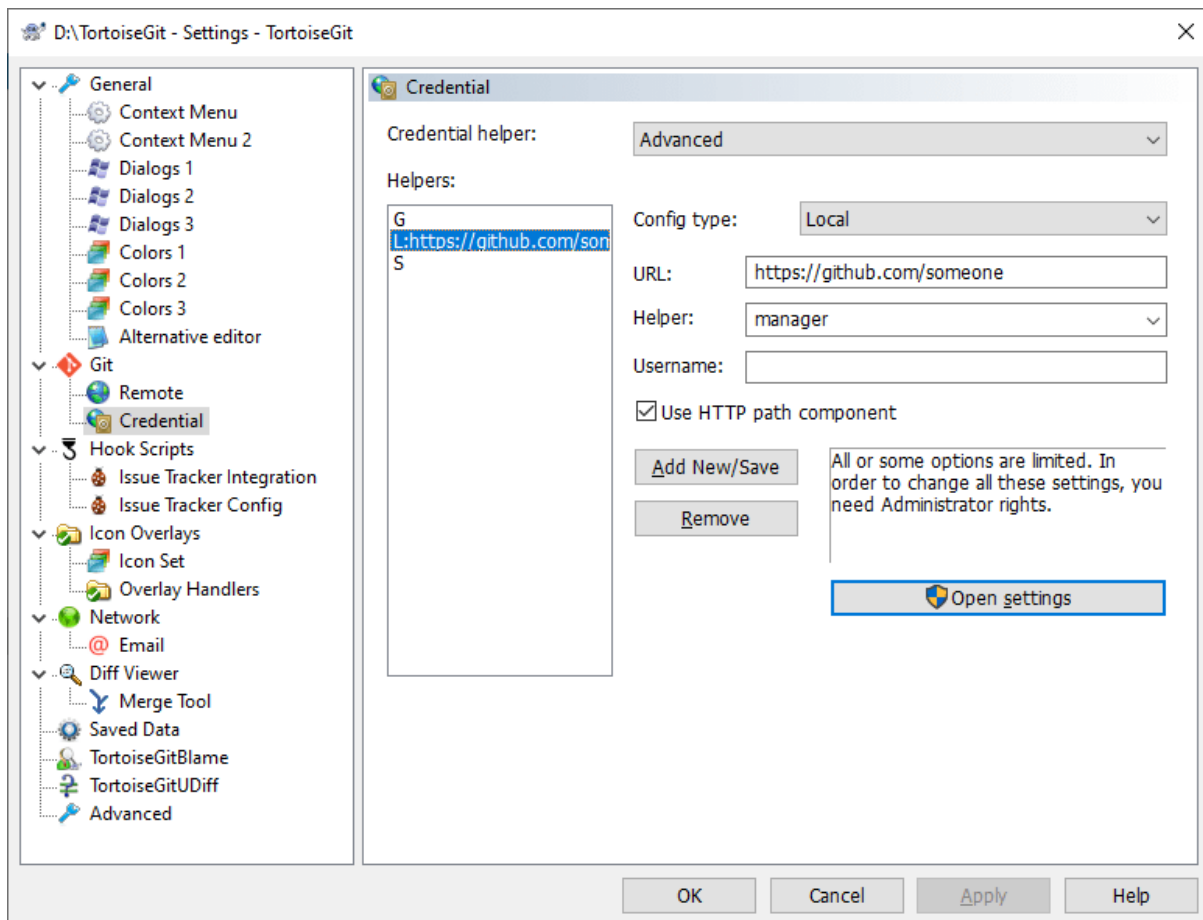 D:\TortoiseGit - Settings - TortoiseGit
General
Context Menu
Context Menu 2
Dialogs 1
Dialogs 2
Dialogs 3
Colors 1
Colors 2
Colors 3
Alternative editor
Git
Remote
Credential
Hook Scripts
Issue Tracker Integration
Issue Tracker Config
Icon Overlays
Icon Set
Overlay Handlers
Network
Email
Diff Viewer
Merge Tool
Saved Data
TortoiseGitBlame
TortoiseGitUDiff
Advanced
Credential
Credential helper:
Advanced
Helpers:
G
L:https://github.com/som
S
Config type:
Local
URL:
https://github.com/someone
Helper:
manager
Username:
Use HTTP path component
Add New/Save
Remove
All or some options are limited. In
order to change all these settings, you
need Administrator rights.
Open settings
OK
Cancel
Apply
Help